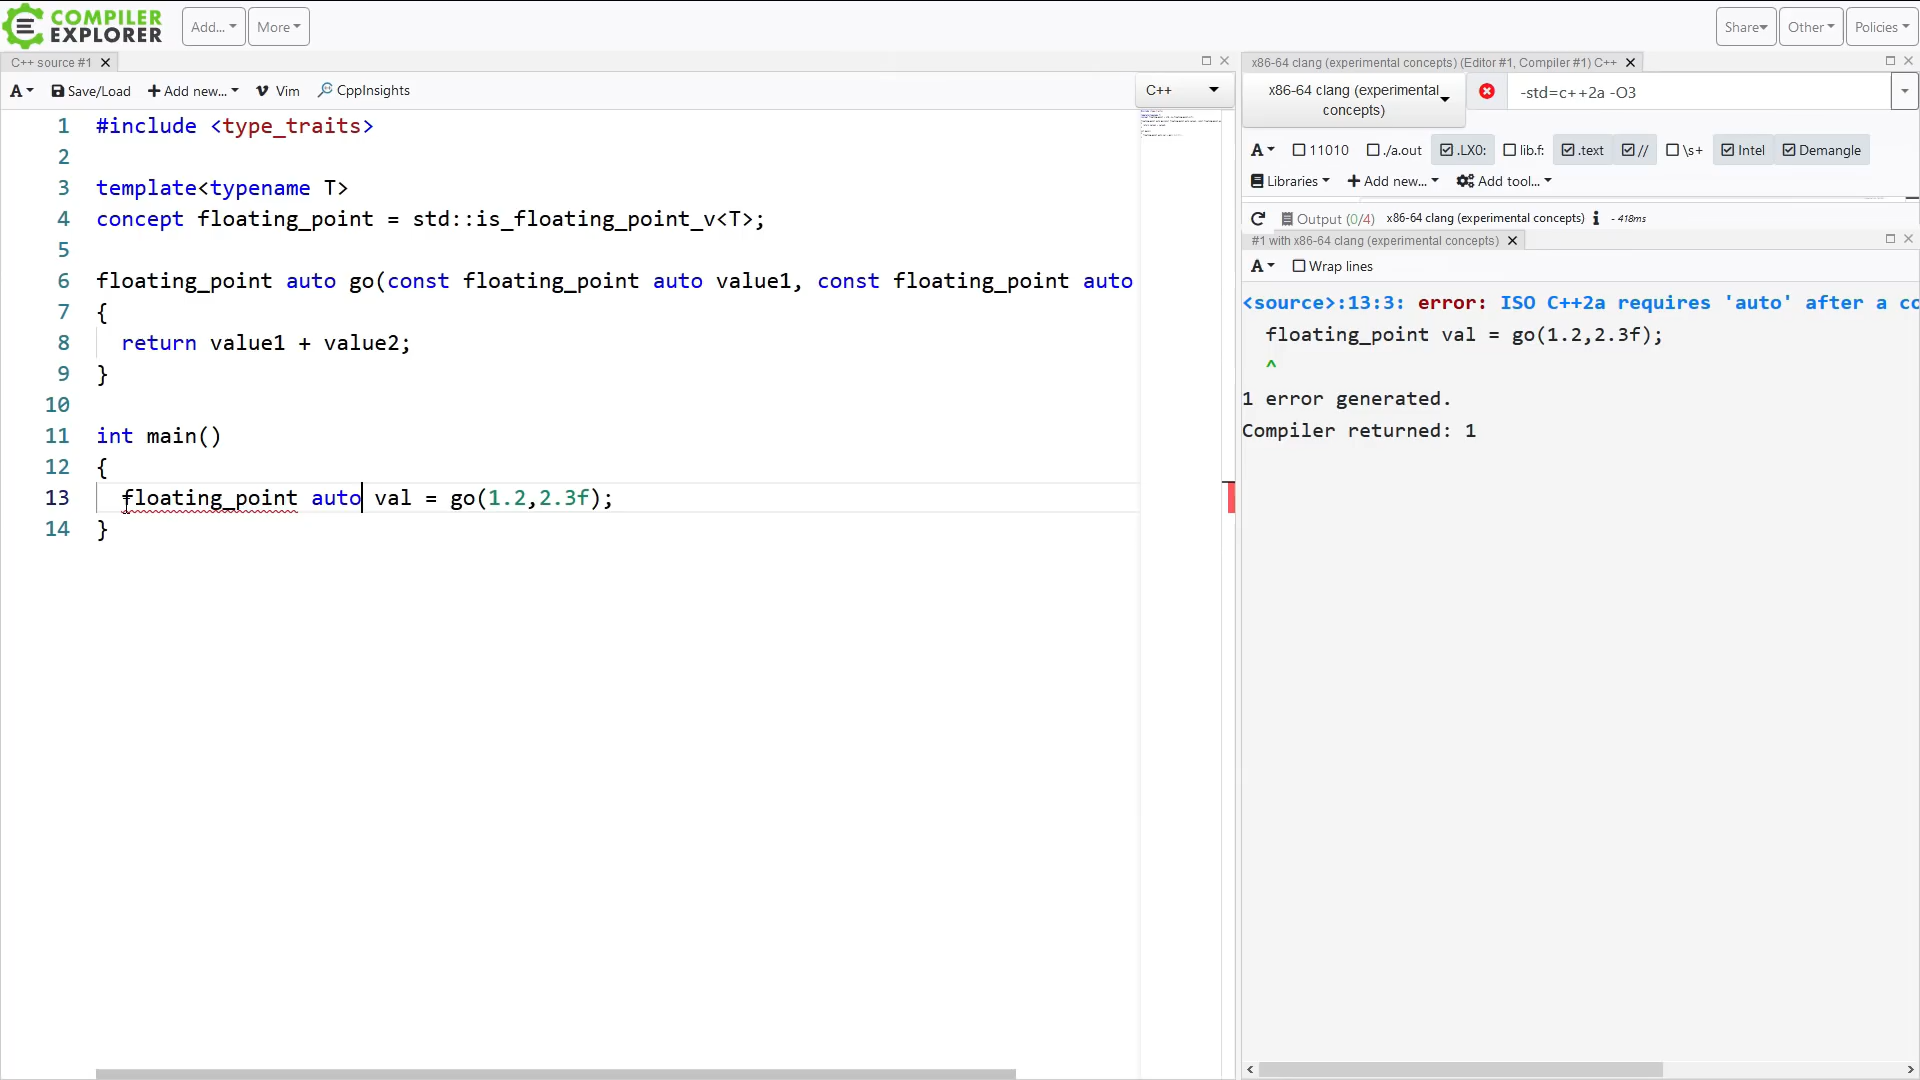 COMPILER
EXPLORER
Add...
More
Share
Other
Policies
C++ source #1
A
Save/Load
Add new...
Vim
CppInsights
C++
1 #include <type_traits>
2
3 template<typename T>
4 concept floating_point = std::is_floating_point_v<T>;
5
6 floating_point auto go(const floating_point auto value1, const floating_point auto
7 {
8 return value1 + value2;
9 }
10
11 int main()
12 {
13 floating_point auto val = go(1.2,2.3f);
14 }
x86-64 clang (experimental concepts) (Editor #1, Compiler #1) C++
x86-64 clang (experimental
concepts)
-std=c++2a -O3
A
11010
./a.out
.LX0:
lib.f:
.text
//
\s+
Intel
Demangle
Libraries
Add new...
Add tool...
Output (0/4) x86-64 clang (experimental concepts) i - 418ms
#1 with x86-64 clang (experimental concepts)
A
Wrap lines
<source>:13:3: error: ISO C++2a requires 'auto' after a co
floating_point val = go(1.2,2.3f);
^
1 error generated.
Compiler returned: 1